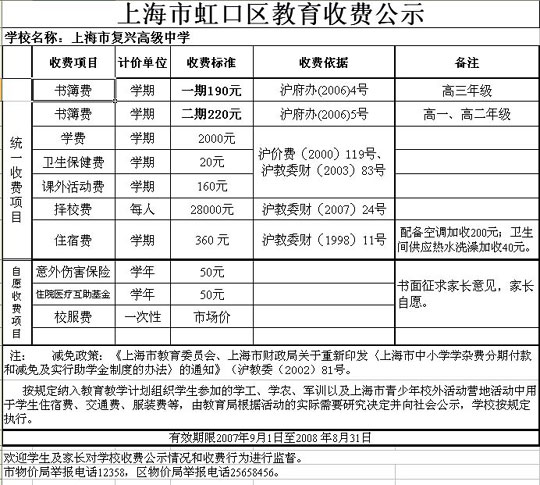 上海市虹口区教育收费公示
学校名称：上海市复兴高级中学
收费项目 计价单位 收费标准 收费依据 备注
统一收费项目
书簿费 学期 一期190元 沪府办(2006)4号 高三年级
书簿费 学期 二期220元 沪府办(2006)5号 高一、高二年级
学费 学期 2000元
沪价费（2000）119号、
沪教委财（2003）83号
卫生保健费 学期 20元
课外活动费 学期 160元
择校费 每人 28000元 沪教委财（2007）24号
住宿费 学期 360元 沪教委财（1998）11号
配备空调加收200元；卫生
间供应热水洗澡加收40元。
自愿收费项目
意外伤害保险 学年 50元
住院医疗互助基金 学年 50元
校服费 一次性 市场价
书面征求家长意见，家长
自愿。
注： 减免政策：《上海市教育委员会、上海市财政局关于重新印发〈上海市中小学学杂费分期付款
和减免及实行助学金制度的办法〉的通知》（沪教委（2002）81号。
按规定纳入教育教学计划组织学生参加的学工、学农、军训以及上海市青少年校外活动营地活动中用
于学生住宿费、交通费、服装费等，由教育局根据活动的实际需要研究决定并向社会公示，学校按规定
执行。
有效期限2007年9月1日至2008 年8月31日
欢迎学生及家长对学校收费公示情况和收费行为进行监督。
市物价局举报电话12358，区物价局举报电话25658456。